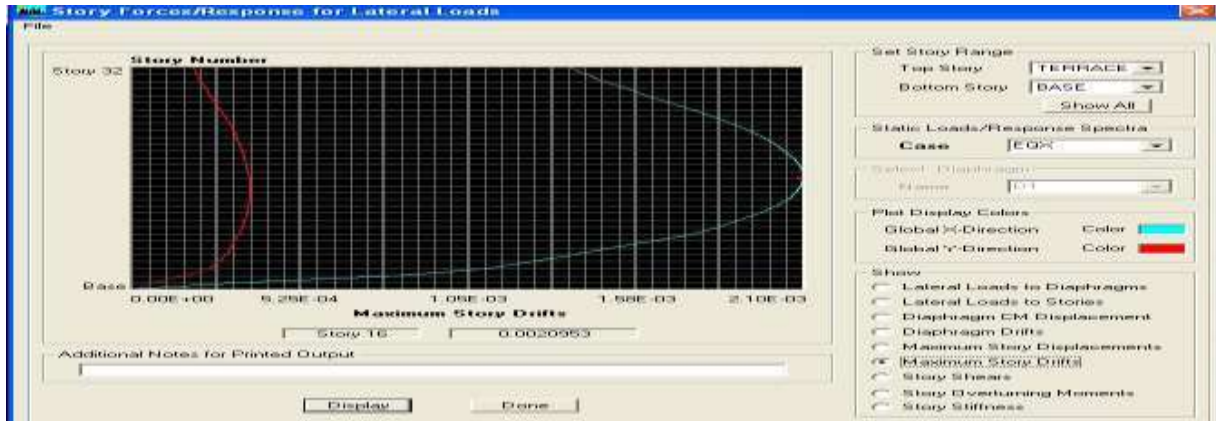 Story Forces/Response for Lateral Loads
File
Story Number
Story 32
Base
0.00E+00 5.25E-04 1.05E-03 1.58E-03 2.10E-03
Maximum Story Drifts
Story 16 0.0020953
Additional Notes for Printed Output
Display Done
Set Story Range
Top Story TERRACE
Bottom Story BASE
Show All
Static Loads/Response Spectra
Case EQX
Select Diaphragm
Name D1
Plot Display Colors
Global X-Direction Color
Global Y-Direction Color
Show
Lateral Loads to Diaphragms
Lateral Loads to Stories
Diaphragm CM Displacement
Diaphragm Drifts
Maximum Story Displacements
Maximum Story Drifts
Story Shears
Story Overturning Moments
Story Stiffness